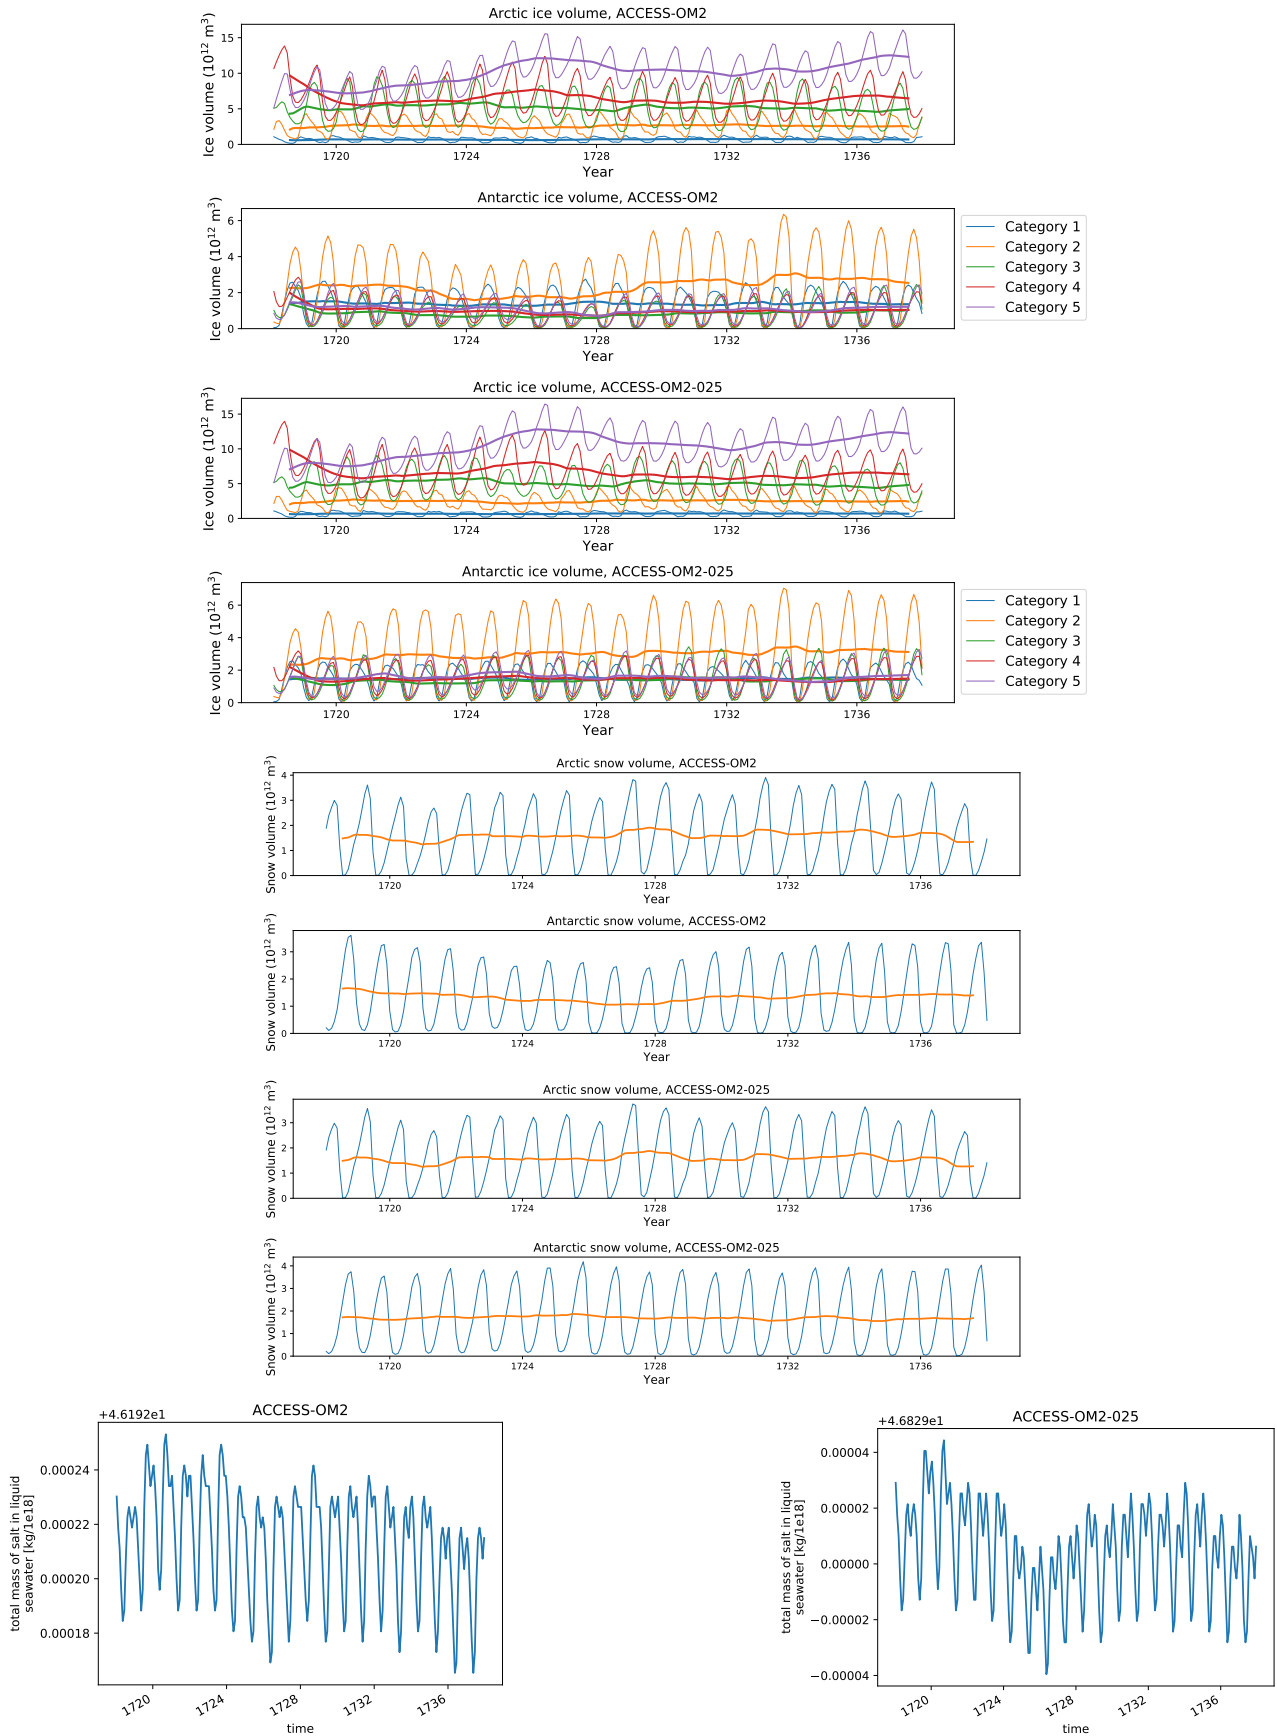 Arctic ice volume, ACCESS-OM2
Ice volume (10¹² m³)
15
10
5
0
1720
1724
1728
1732
1736
Year
Antarctic ice volume, ACCESS-OM2
Ice volume (10¹² m³)
6
4
2
0
1720
1724
1728
1732
1736
Year
Category 1
Category 2
Category 3
Category 4
Category 5
Arctic ice volume, ACCESS-OM2-025
Ice volume (10¹² m³)
15
10
5
0
1720
1724
1728
1732
1736
Year
Antarctic ice volume, ACCESS-OM2-025
Ice volume (10¹² m³)
6
4
2
0
1720
1724
1728
1732
1736
Year
Category 1
Category 2
Category 3
Category 4
Category 5
Arctic snow volume, ACCESS-OM2
Snow volume (10¹² m³)
4
3
2
1
0
1720
1724
1728
1732
1736
Year
Antarctic snow volume, ACCESS-OM2
Snow volume (10¹² m³)
3
2
1
0
1720
1724
1728
1732
1736
Year
Arctic snow volume, ACCESS-OM2-025
Snow volume (10¹² m³)
3
2
1
0
1720
1724
1728
1732
1736
Year
Antarctic snow volume, ACCESS-OM2-025
Snow volume (10¹² m³)
4
3
2
1
0
1720
1724
1728
1732
1736
Year
ACCESS-OM2
+4.6192e1
total mass of salt in liquid
seawater [kg/1e18]
0.00024
0.00022
0.00020
0.00018
1720
1724
1728
1732
1736
time
ACCESS-OM2-025
+4.6829e1
total mass of salt in liquid
seawater [kg/1e18]
0.00004
0.00002
0.00000
−0.00002
−0.00004
1720
1724
1728
1732
1736
time